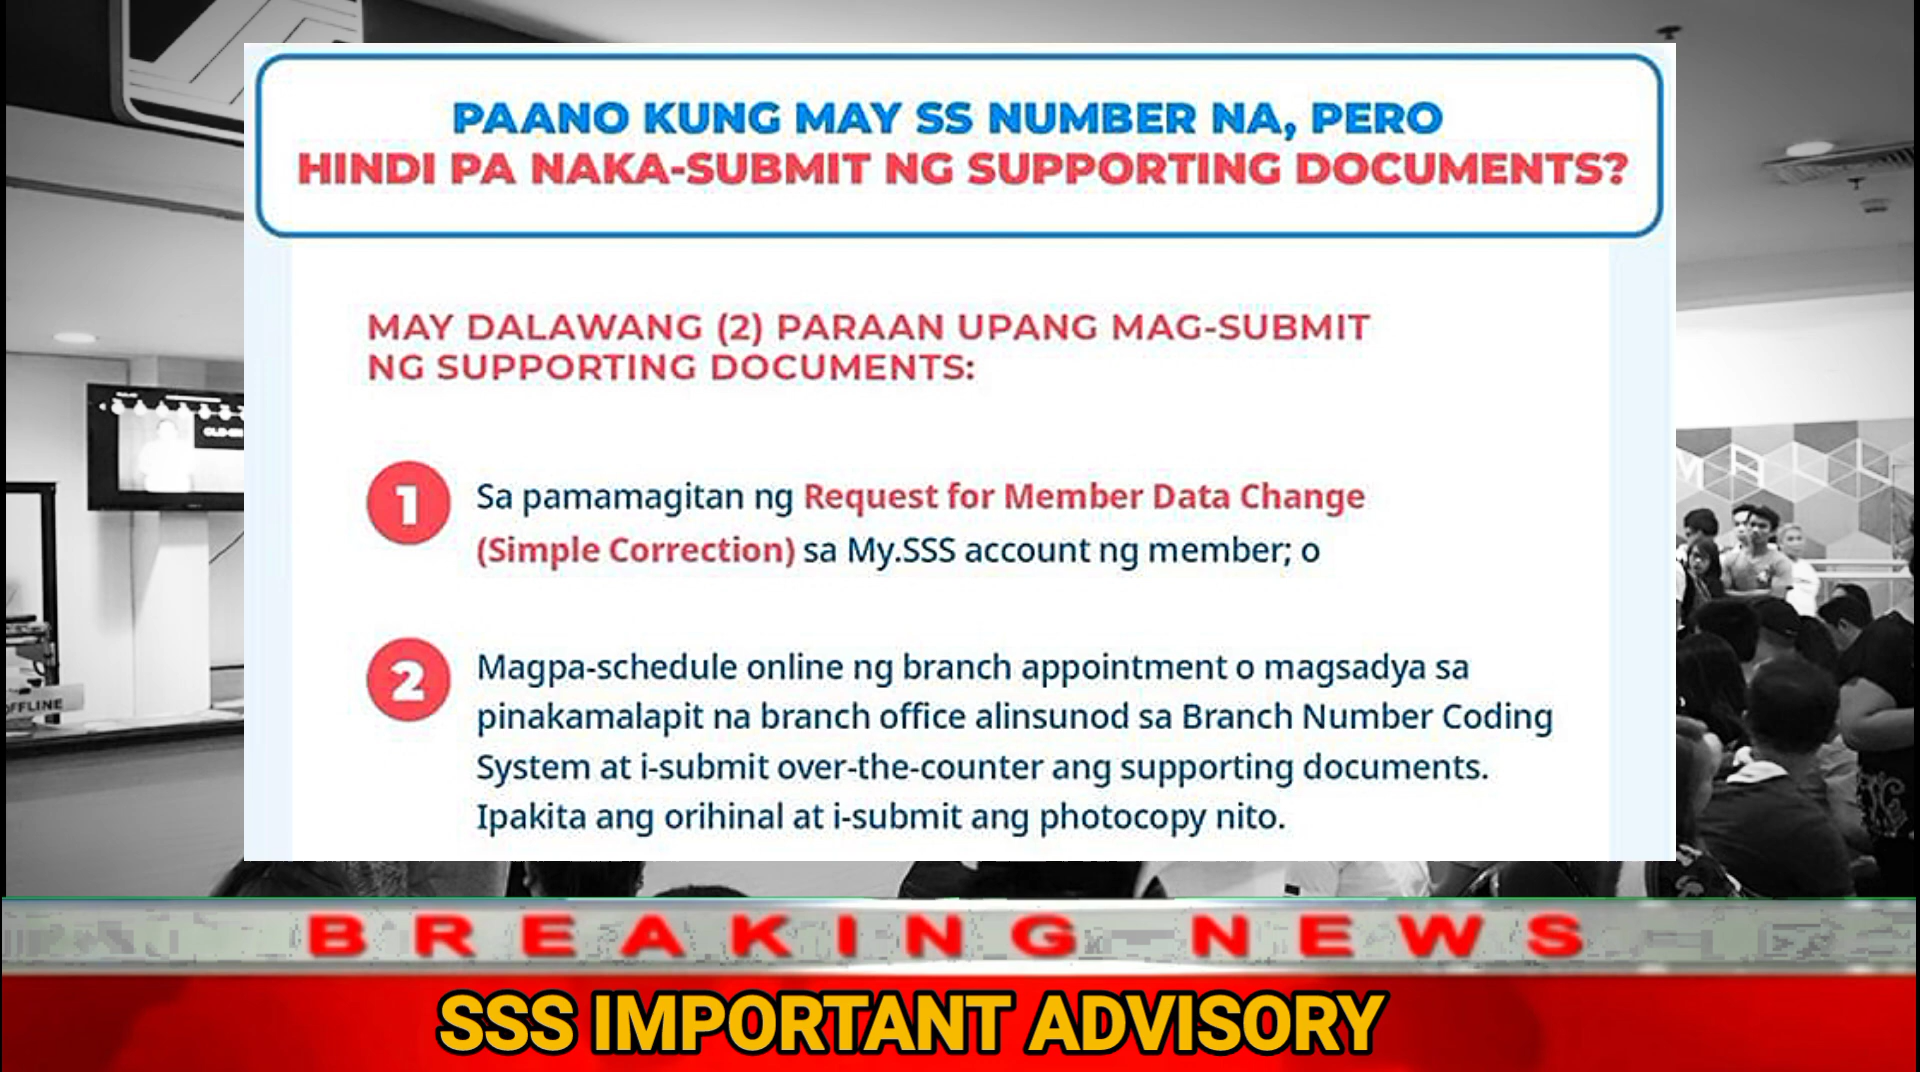 PAANO KUNG MAY SS NUMBER NA, PERO
HINDI PA NAKA-SUBMIT NG SUPPORTING DOCUMENTS?
MAY DALAWANG (2) PARAAN UPANG MAG-SUBMIT
NG SUPPORTING DOCUMENTS:
1 Sa pamamagitan ng Request for Member Data Change
(Simple Correction) sa My.SSS account ng member; o
2 Magpa-schedule online ng branch appointment o magsadya sa
pinakamalapit na branch office alinsunod sa Branch Number Coding
System at i-submit over-the-counter ang supporting documents.
Ipakita ang orihinal at i-submit ang photocopy nito.
BREAKING NEWS
SSS IMPORTANT ADVISORY